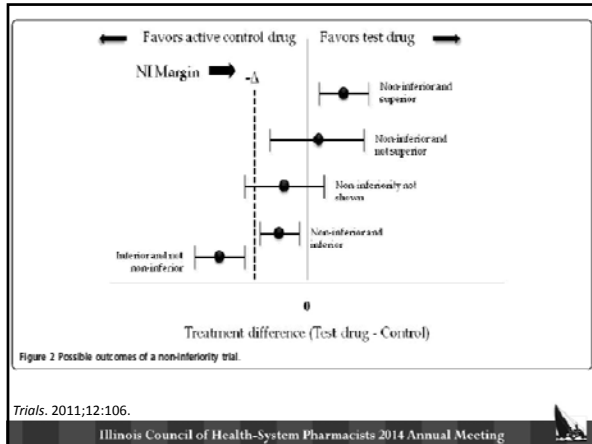 Favors active control drug
Favors test drug
NI Margin
-Δ
Non-inferior and
superior
Non-inferior and
not superior
Non-inferiority not
shown
Non-inferior and
inferior
Inferior and not
non-inferior
0
Treatment difference (Test drug - Control)
Figure 2 Possible outcomes of a non-inferiority trial.
Trials. 2011;12:106.
Illinois Council of Health-System Pharmacists 2014 Annual Meeting